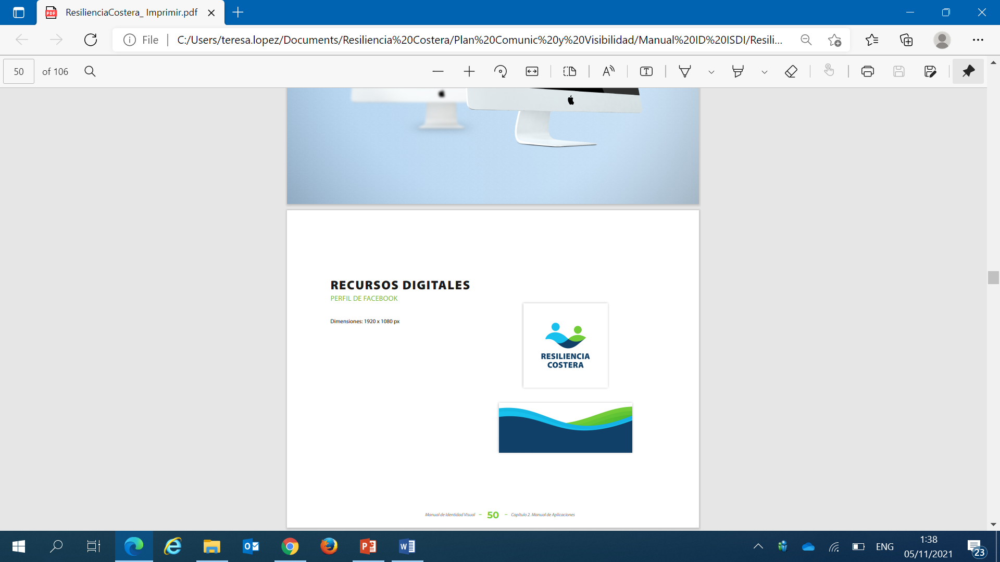 ResilienciaCostera_ Imprimir.pdf
File
C:/Users/teresa.lopez/Documents/Resiliencia%20Costera/Plan%20Comunic%20y%20Visibilidad/Manual%20ID%20ISDI/Resili...
50 of 106
RECURSOS DIGITALES
PERFIL DE FACEBOOK
Dimensiones: 1920 x 1080 px
RESILIENCIA
COSTERA
Manual de Identidad Visual - 50 - Capítulo 2. Manual de Aplicaciones
ENG
1:38
05/11/2021
23